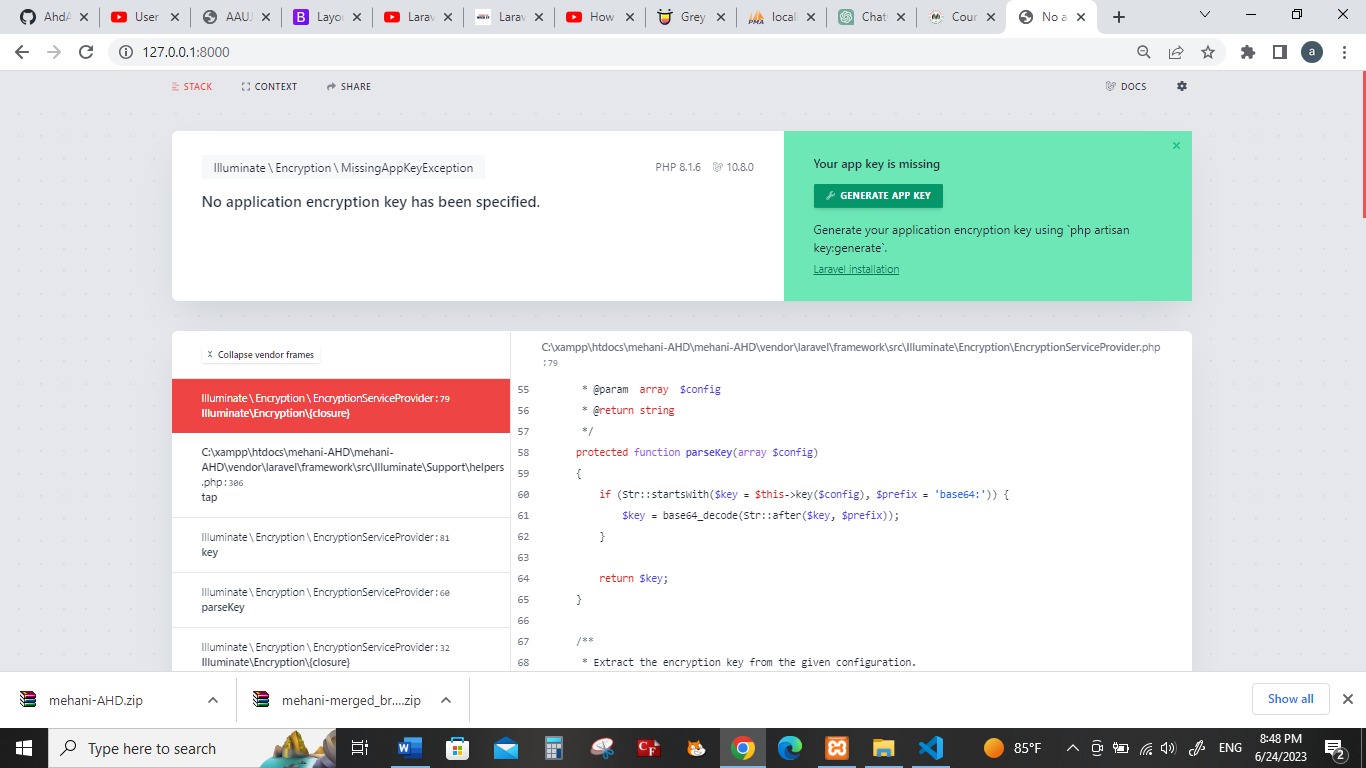 AhdA
User
AAUJ
Layo
Larav
Larav
How
Grey
locall
Chat
Cour
No a
127.0.0.1:8000
a
STACK
CONTEXT
SHARE
DOCS
Illuminate \ Encryption \ MissingAppKeyException
PHP 8.1.6
10.8.0
No application encryption key has been specified.
Your app key is missing
GENERATE APP KEY
Generate your application encryption key using `php artisan
key:generate`.
Laravel installation
Collapse vendor frames
Illuminate \ Encryption \ EncryptionServiceProvider:79
Illuminate\Encryption\{closure}
C:\xampp\htdocs\mehani-AHD\mehani-
AHD\vendor\laravel\framework\src\Illuminate\Support\helpers
.php:306
tap
Illuminate \ Encryption \ EncryptionServiceProvider:81
key
Illuminate \ Encryption \ EncryptionServiceProvider:60
parseKey
Illuminate \ Encryption \ EncryptionServiceProvider:32
Illuminate\Encryption\{closure}
C:\xampp\htdocs\mehani-AHD\mehani-AHD\vendor\laravel\framework\src\Illuminate\Encryption\EncryptionServiceProvider.php
:79
55 * @param array $config
56 * @return string
57 */
58 protected function parseKey(array $config)
59 {
60 if (Str::startsWith($key = $this->key($config), $prefix = 'base64:')) {
61 $key = base64_decode(Str::after($key, $prefix));
62 }
63
64 return $key;
65 }
66
67 /**
68 * Extract the encryption key from the given configuration.
mehani-AHD.zip
mehani-merged_br....zip
Show all
Type here to search
85°F
ENG
8:48 PM
6/24/2023
2